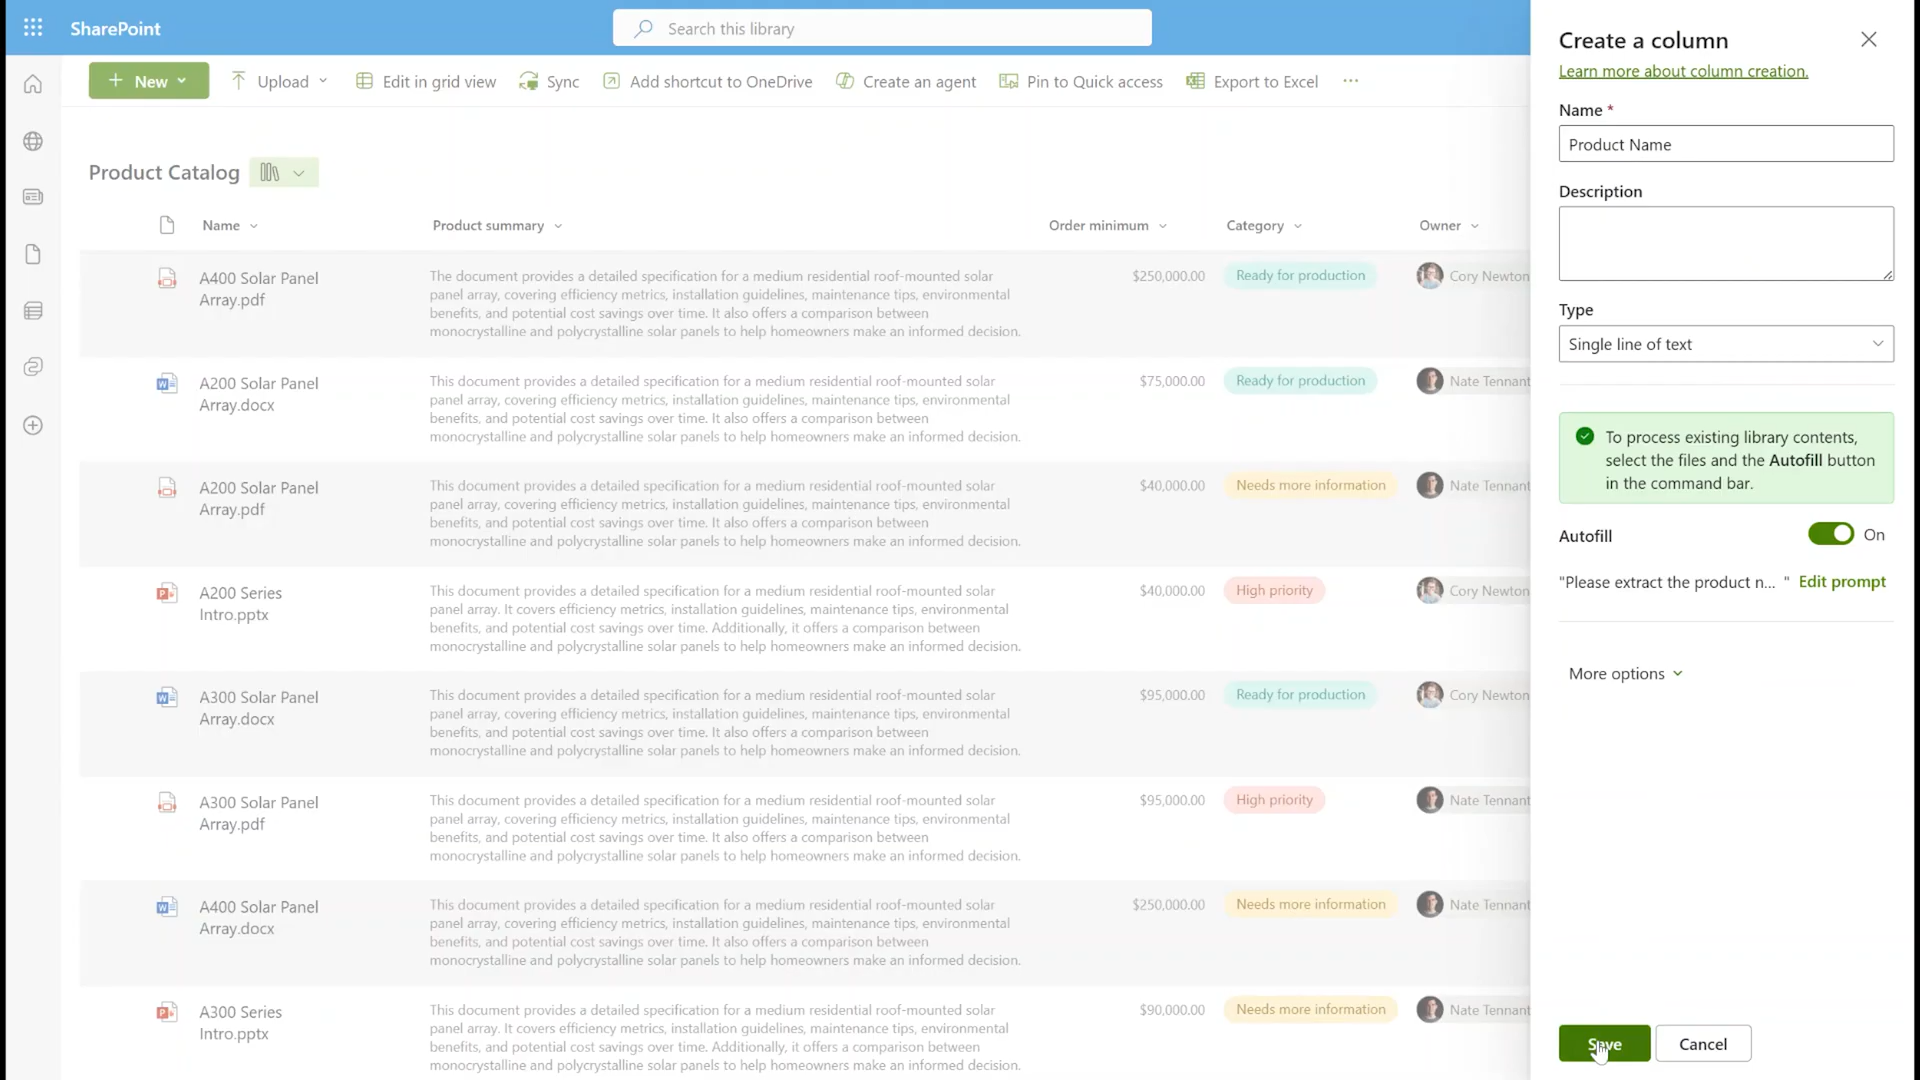 SharePoint
Search this library
New
Upload
Edit in grid view
Sync
Add shortcut to OneDrive
Create an agent
Pin to Quick access
Export to Excel
Product Catalog
Name
Product summary
Order minimum
Category
Owner
A400 Solar Panel
Array.pdf
The document provides a detailed specification for a medium residential roof-mounted solar
panel array, covering efficiency metrics, installation guidelines, maintenance tips, environmental
benefits, and potential cost savings over time. It also offers a comparison between
monocrystalline and polycrystalline solar panels to help homeowners make an informed decision.
$250,000.00
Ready for production
Cory Newton
A200 Solar Panel
Array.docx
This document provides a detailed specification for a medium residential roof-mounted solar
panel array, covering efficiency metrics, installation guidelines, maintenance tips, environmental
benefits, and potential cost savings over time. It also offers a comparison between
monocrystalline and polycrystalline solar panels to help homeowners make an informed decision.
$75,000.00
Ready for production
Nate Tennant
A200 Solar Panel
Array.pdf
This document provides a detailed specification for a medium residential roof-mounted solar
panel array, covering efficiency metrics, installation guidelines, maintenance tips, environmental
benefits, and potential cost savings over time. It also offers a comparison between
monocrystalline and polycrystalline solar panels to help homeowners make an informed decision.
$40,000.00
Needs more information
Nate Tennant
A200 Series
Intro.pptx
This document provides a detailed specification for a medium residential roof-mounted solar
panel array. It covers efficiency metrics, installation guidelines, maintenance tips, environmental
benefits, and potential cost savings over time. Additionally, it offers a comparison between
monocrystalline and polycrystalline solar panels to help homeowners make an informed decision.
$40,000.00
High priority
Cory Newton
A300 Solar Panel
Array.docx
This document provides a detailed specification for a medium residential roof-mounted solar
panel array, covering efficiency metrics, installation guidelines, maintenance tips, environmental
benefits, and potential cost savings over time. It also offers a comparison between
monocrystalline and polycrystalline solar panels to help homeowners make an informed decision.
$95,000.00
Ready for production
Cory Newton
A300 Solar Panel
Array.pdf
This document provides a detailed specification for a medium residential roof-mounted solar
panel array, covering efficiency metrics, installation guidelines, maintenance tips, environmental
benefits, and potential cost savings over time. It also offers a comparison between
monocrystalline and polycrystalline solar panels to help homeowners make an informed decision.
$95,000.00
High priority
Nate Tennant
A400 Solar Panel
Array.docx
This document provides a detailed specification for a medium residential roof-mounted solar
panel array, covering efficiency metrics, installation guidelines, maintenance tips, environmental
benefits, and potential cost savings over time. It also offers a comparison between
monocrystalline and polycrystalline solar panels to help homeowners make an informed decision.
$250,000.00
Needs more information
Nate Tennant
A300 Series
Intro.pptx
This document provides a detailed specification for a medium residential roof-mounted solar
panel array. It covers efficiency metrics, installation guidelines, maintenance tips, environmental
benefits, and potential cost savings over time. Additionally, it offers a comparison between
monocrystalline and polycrystalline solar panels to help homeowners make an informed decision.
$90,000.00
Needs more information
Nate Tennant
Create a column
Learn more about column creation.
Name *
Product Name
Description
Type
Single line of text
To process existing library contents,
select the files and the Autofill button
in the command bar.
Autofill
On
"Please extract the product n... "
Edit prompt
More options
Save
Cancel